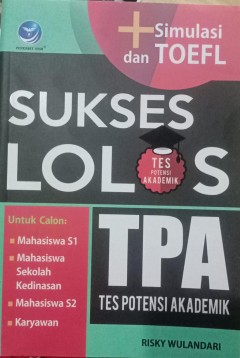 + Simulasi
dan TOEFL
SUKSES
LOLOS
TES
POTENSI
AKADEMIK
Untuk Calon:
Mahasiswa S1
Mahasiswa
Sekolah
Kedinasan
Mahasiswa S2
Karyawan
TPA
TES POTENSI AKADEMIK
RISKY WULANDARI